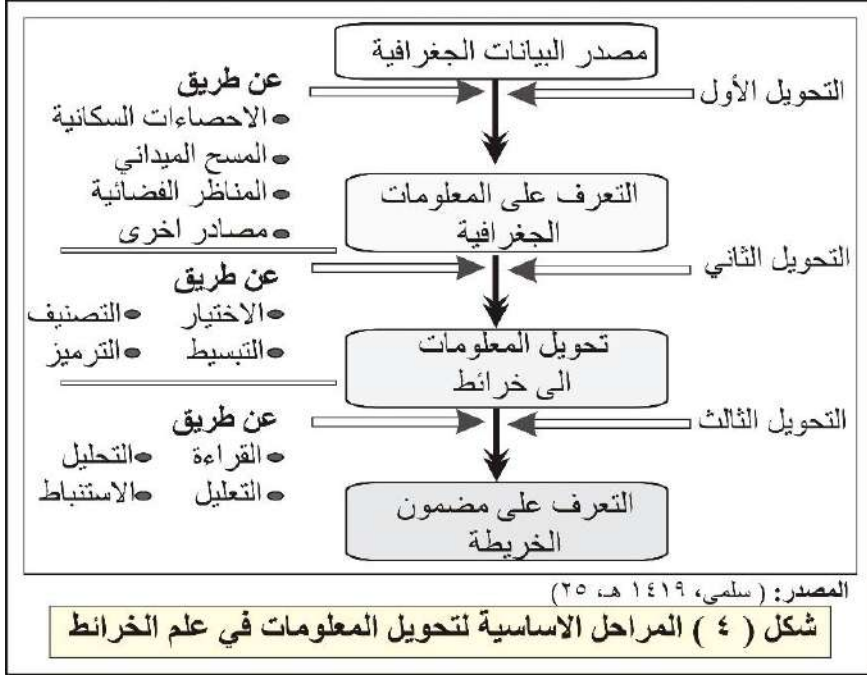 مصدر البيانات الجغرافية
التحويل الأول
عن طريق
الاحصاءات السكانية
المسح الميداني
المناظر الفضائية
مصادر اخرى
التعرف على المعلومات
الجغرافية
التحويل الثاني
عن طريق
الاختيار
التصنيف
التبسيط
الترميز
تحويل المعلومات
الى خرائط
التحويل الثالث
عن طريق
القراءة
التحليل
التعليل
الاستنباط
التعرف على مضمون
الخريطة
المصدر: ( سلمى، ١٤١٩ هـ، ٢٥)
شكل ( ٤ ) المراحل الاساسية لتحويل المعلومات في علم الخرائط